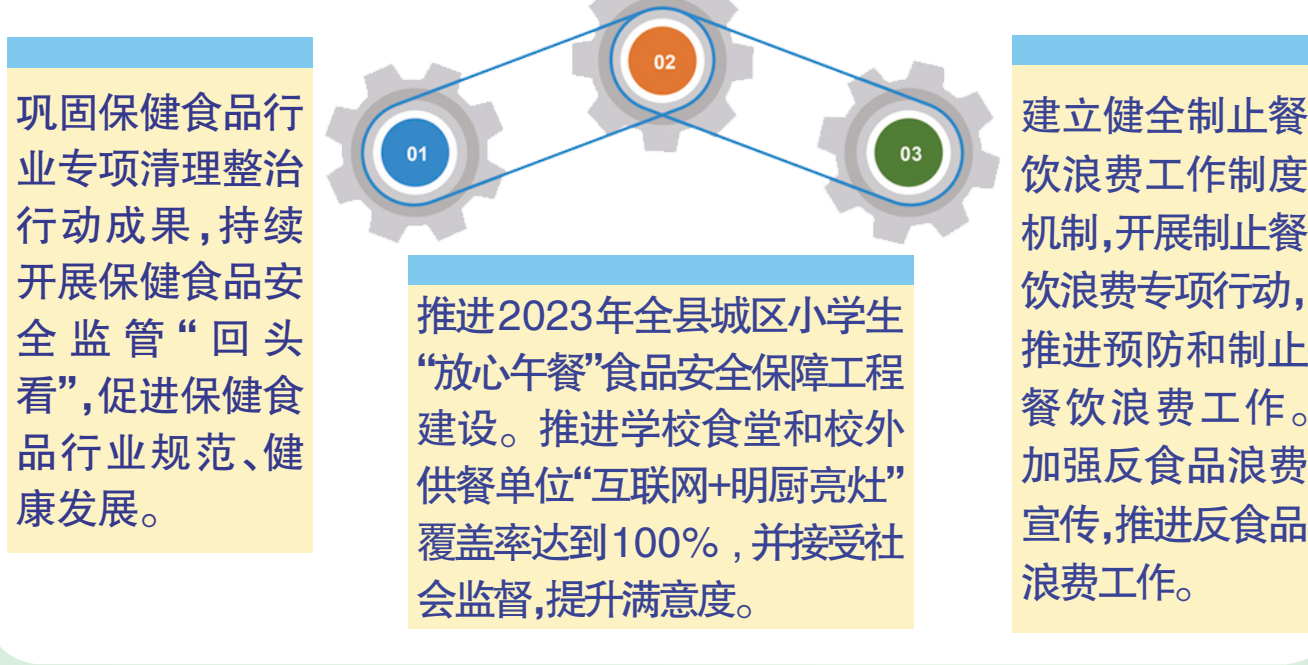 01
02
03
巩固保健食品行
业专项清理整治
行动成果,持续
开展保健食品安
全监管“回头
看”,促进保健食
品行业规范、健
康发展。
推进2023年全县城区小学生
“放心午餐”食品安全保障工程
建设。推进学校食堂和校外
供餐单位“互联网+明厨亮灶”
覆盖率达到100%,并接受社
会监督,提升满意度。
建立健全制止餐
饮浪费工作制度
机制,开展制止餐
饮浪费专项行动,
推进预防和制止
餐饮浪费工作。
加强反食品浪费
宣传,推进反食品
浪费工作。